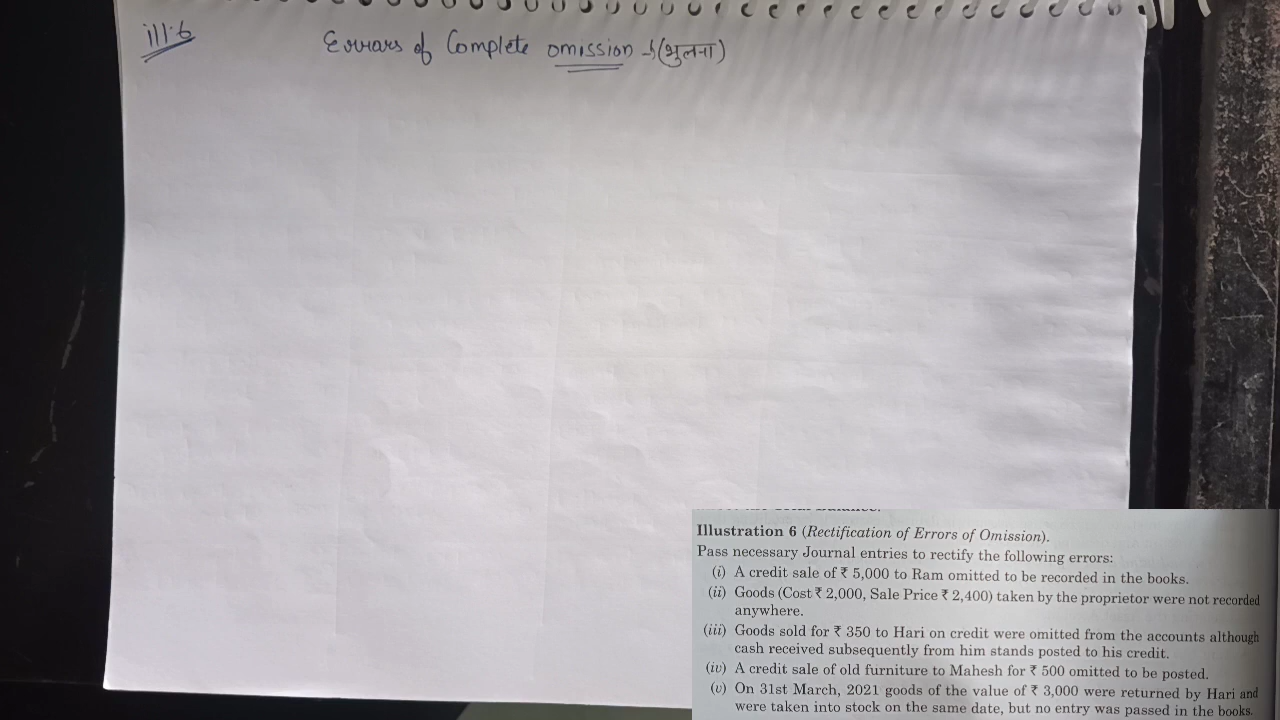 ill.6
Errors of Complete omission → (भुलना)
Illustration 6 (Rectification of Errors of Omission).
Pass necessary Journal entries to rectify the following errors:
(i) A credit sale of ₹ 5,000 to Ram omitted to be recorded in the books.
(ii) Goods (Cost ₹ 2,000, Sale Price ₹ 2,400) taken by the proprietor were not recorded
anywhere.
(iii) Goods sold for ₹ 350 to Hari on credit were omitted from the accounts although
cash received subsequently from him stands posted to his credit.
(iv) A credit sale of old furniture to Mahesh for ₹ 500 omitted to be posted.
(v) On 31st March, 2021 goods of the value of ₹ 3,000 were returned by Hari and
were taken into stock on the same date, but no entry was passed in the books.